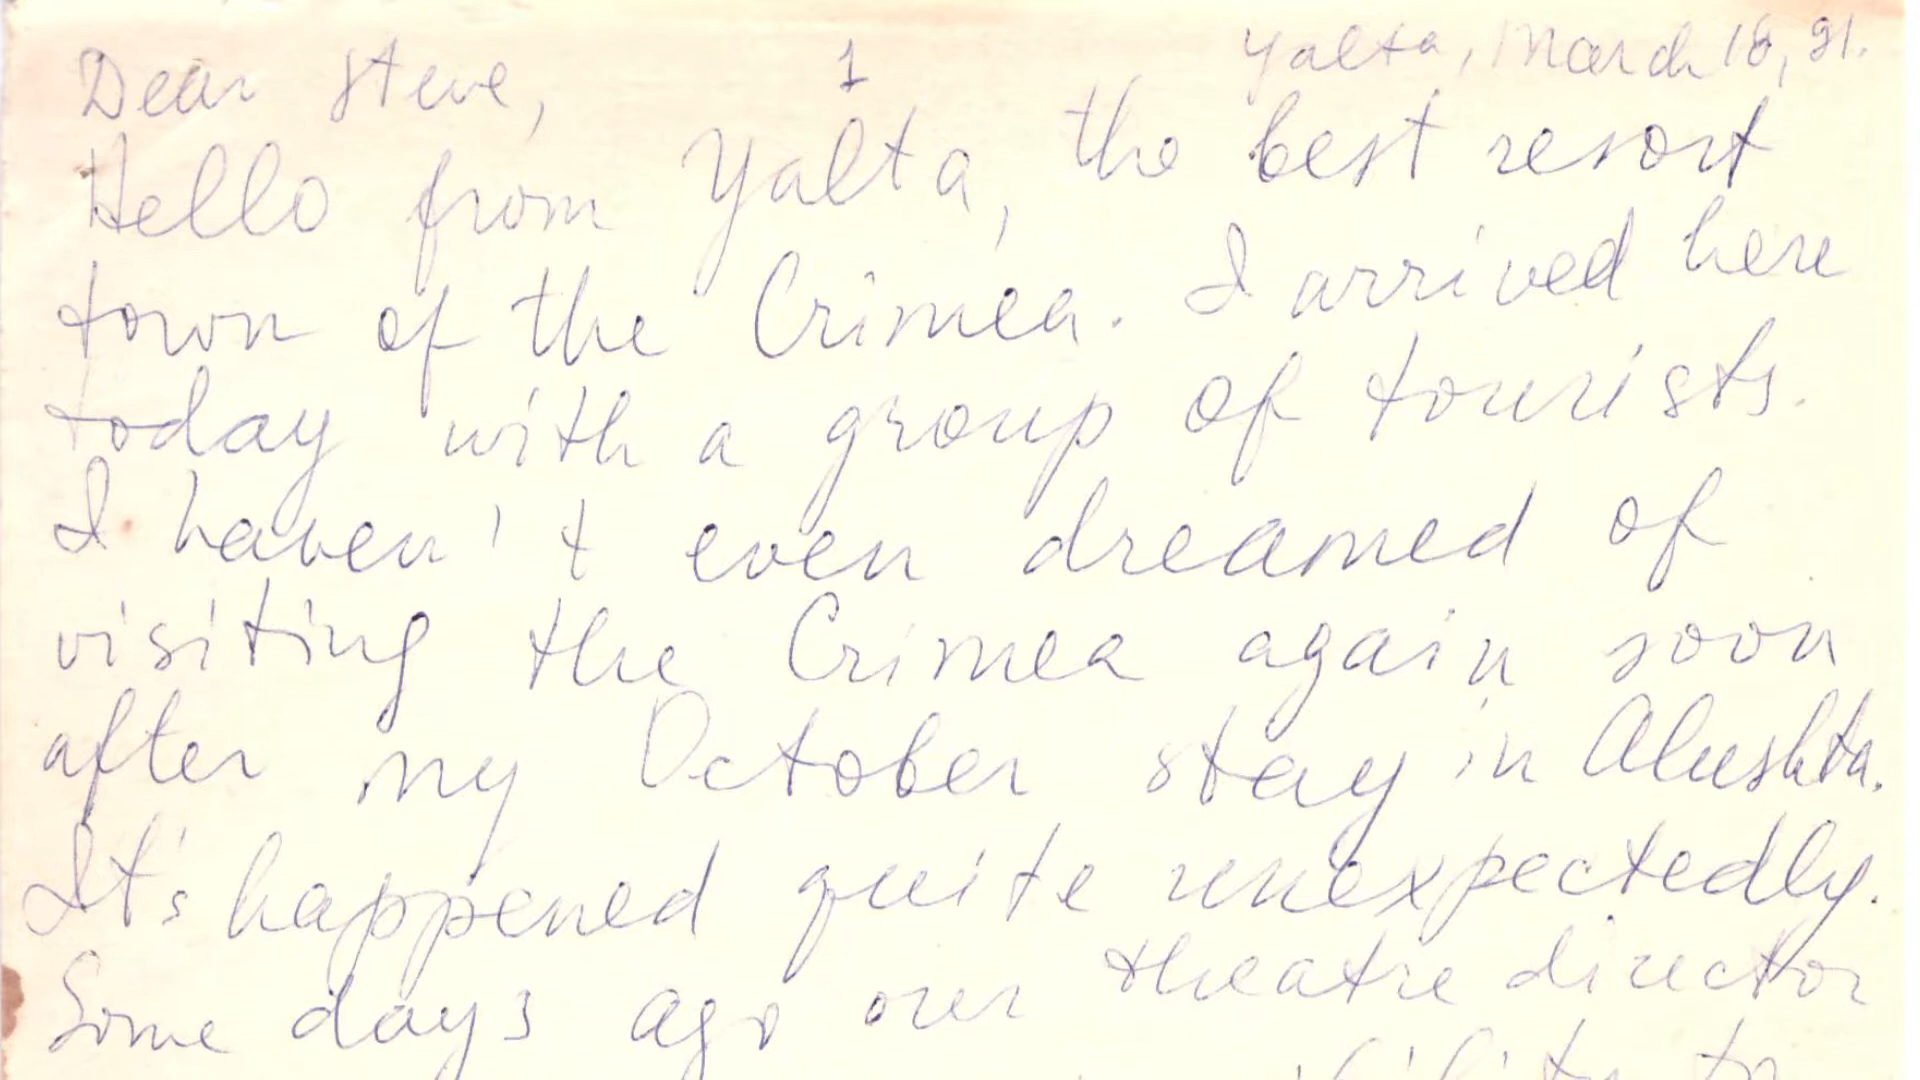 Yalta, March 18, 91.
1
Dear Steve,
Hello from Yalta, the best resort
town of the Crimea. I arrived here
today with a group of tourists.
I haven't even dreamed of
visiting the Crimea again soon
after my October stay in Alushta.
It's happened quite unexpectedly.
Some days ago our theatre director
to